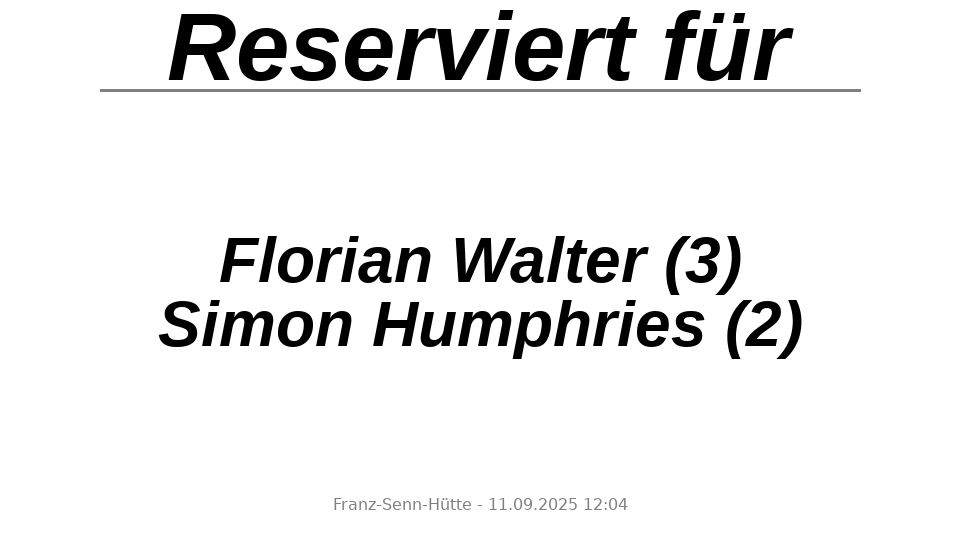 Reserviert für
Florian Walter (3)
Simon Humphries (2)
Franz-Senn-Hütte - 11.09.2025 12:04